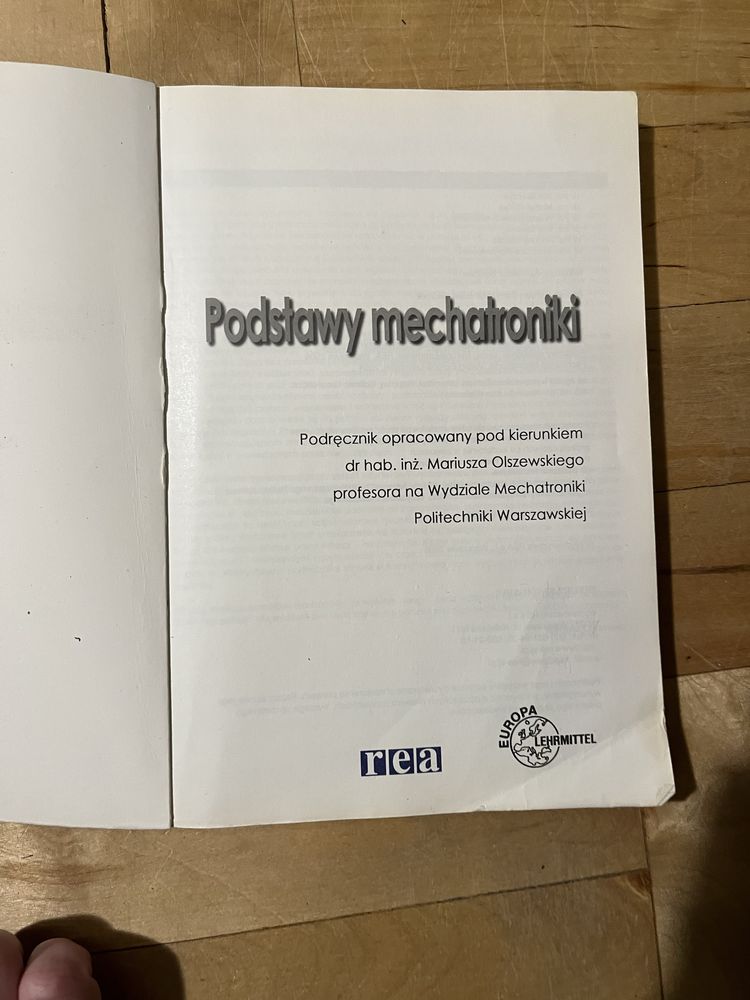 Podstawy mechatroniki
Podręcznik opracowany pod kierunkiem
dr hab. inż. Mariusza Olszewskiego
profesora na Wydziale Mechatroniki
Politechniki Warszawskiej
rea
EUROPA
LEHRMITTEL